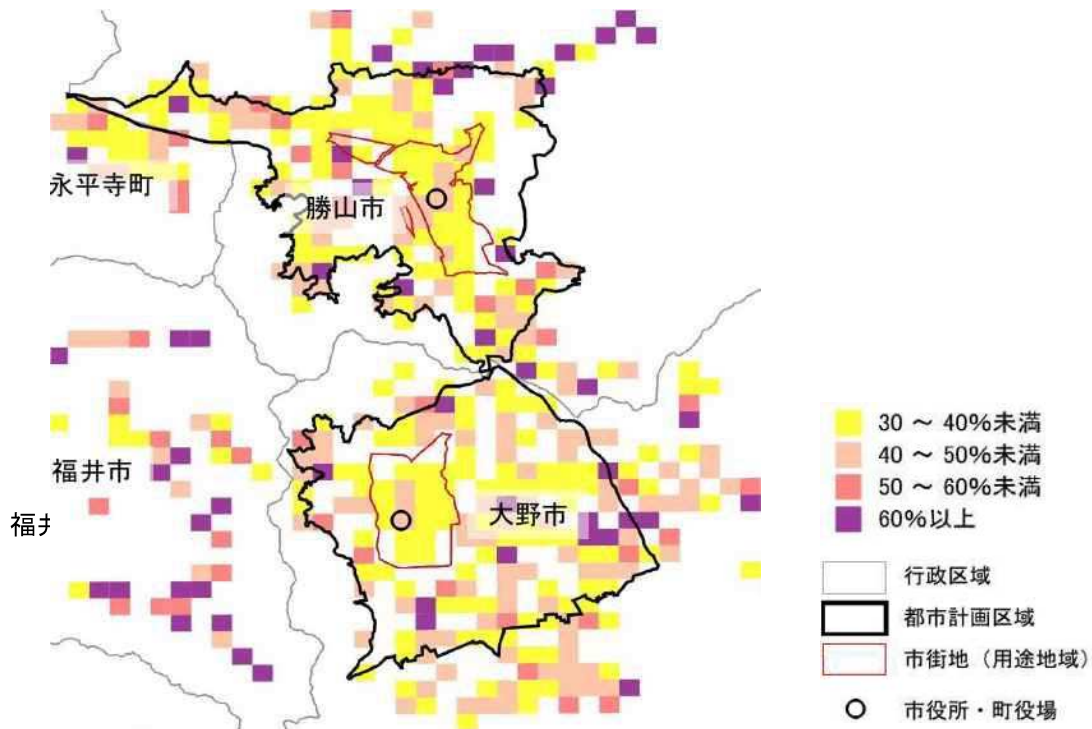 永平寺町
勝山市
福井市
大野市
福井
30 ～ 40%未満
40 ～ 50%未満
50 ～ 60%未満
60%以上
行政区域
都市計画区域
市街地（用途地域）
市役所・町役場